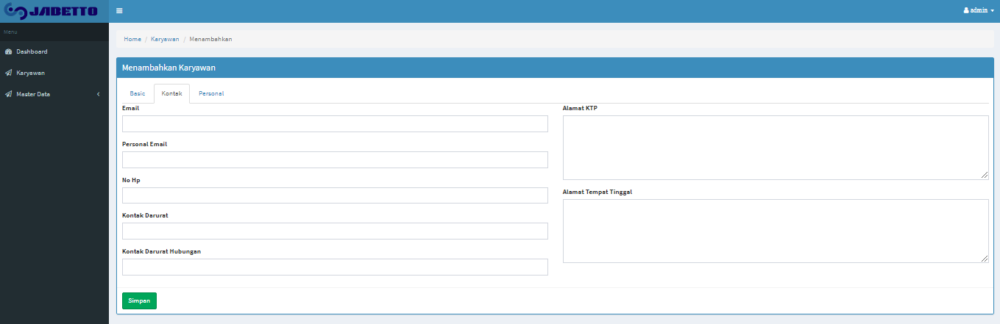 JABETTO
admin
Menu
Home / Karyawan / Menambahkan
Dashboard
Karyawan
Master Data
Menambahkan Karyawan
Basic Kontak Personal
Email
Personal Email
No Hp
Kontak Darurat
Kontak Darurat Hubungan
Alamat KTP
Alamat Tempat Tinggal
Simpan